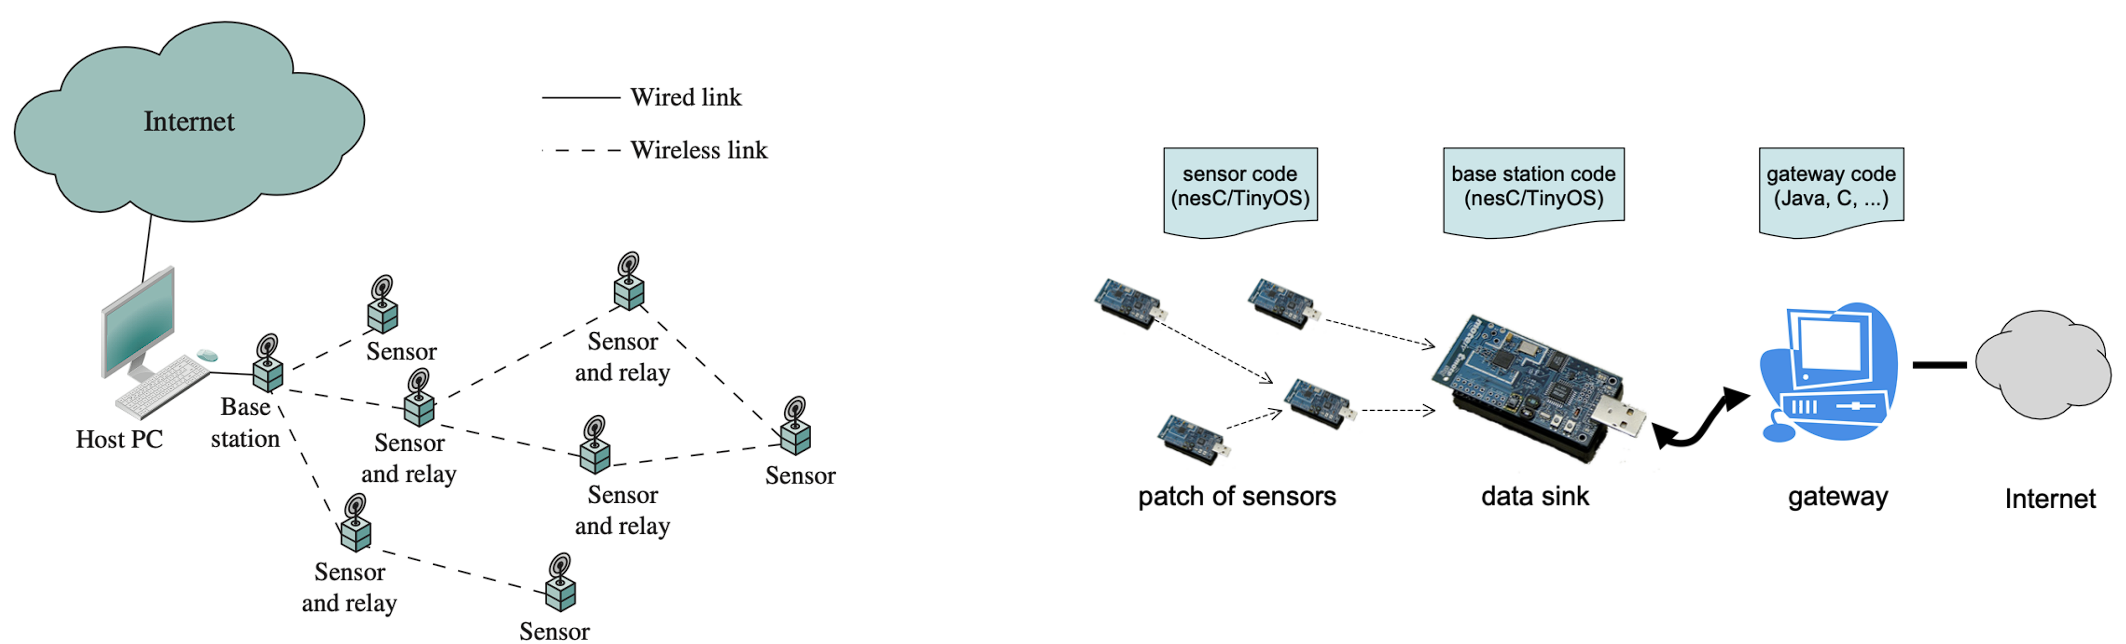 Internet
Wired link
Wireless link
Sensor
Sensor
and relay
Base
station
Host PC
Sensor
and relay
Sensor
and relay
Sensor
Sensor
and relay
Sensor
sensor code
(nesC/TinyOS)
base station code
(nesC/TinyOS)
gateway code
(Java, C, ...)
patch of sensors
data sink
gateway
Internet